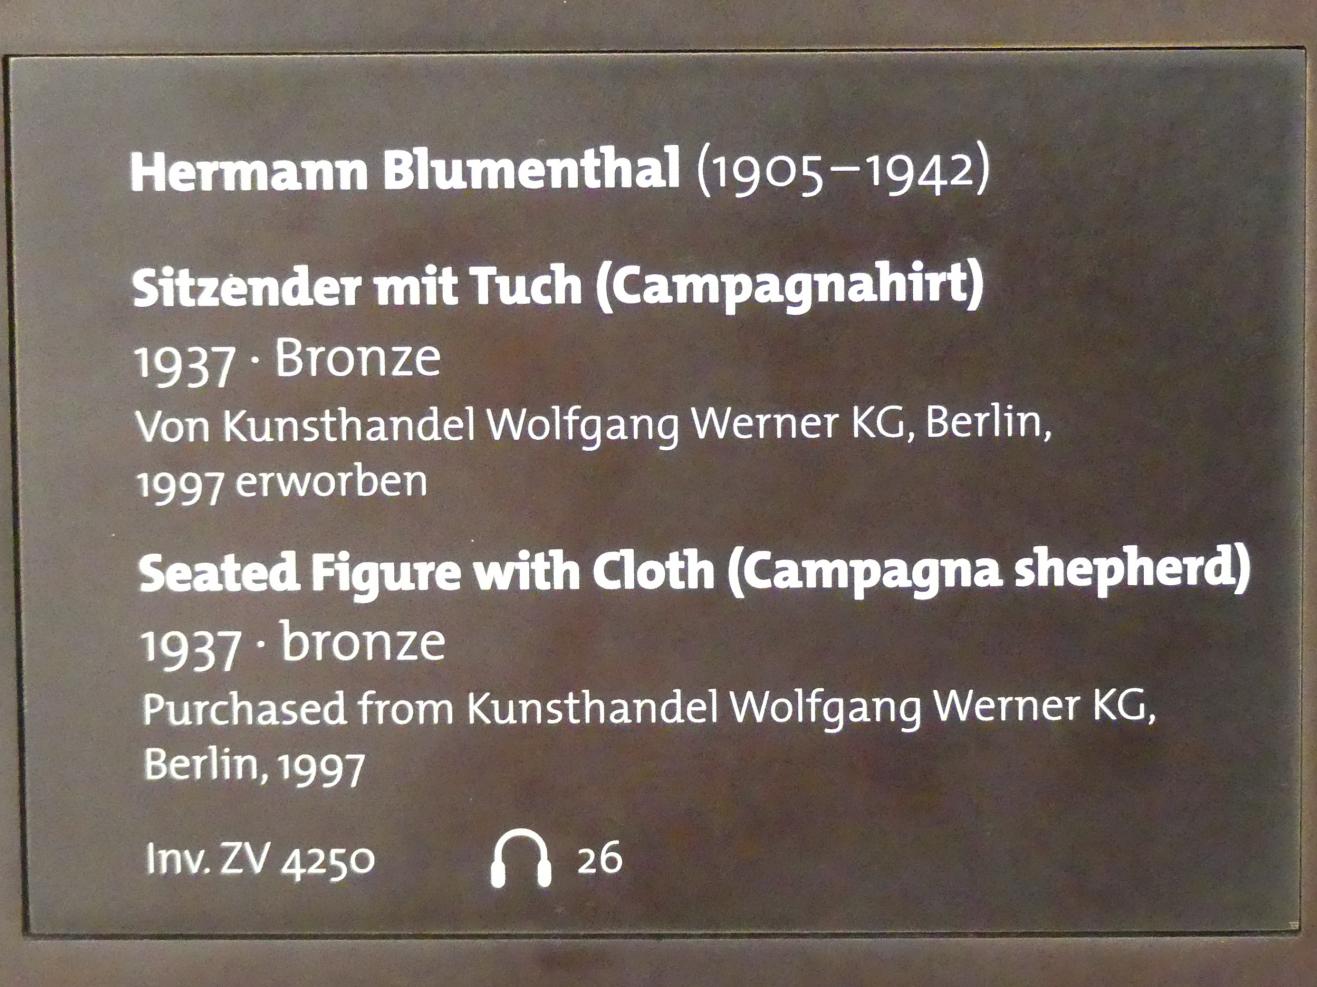 Hermann Blumenthal (1905–1942)
Sitzender mit Tuch (Campagnahirt)
1937 · Bronze
Von Kunsthandel Wolfgang Werner KG, Berlin,
1997 erworben
Seated Figure with Cloth (Campagna shepherd)
1937 · bronze
Purchased from Kunsthandel Wolfgang Werner KG,
Berlin, 1997
Inv. ZV 4250 26